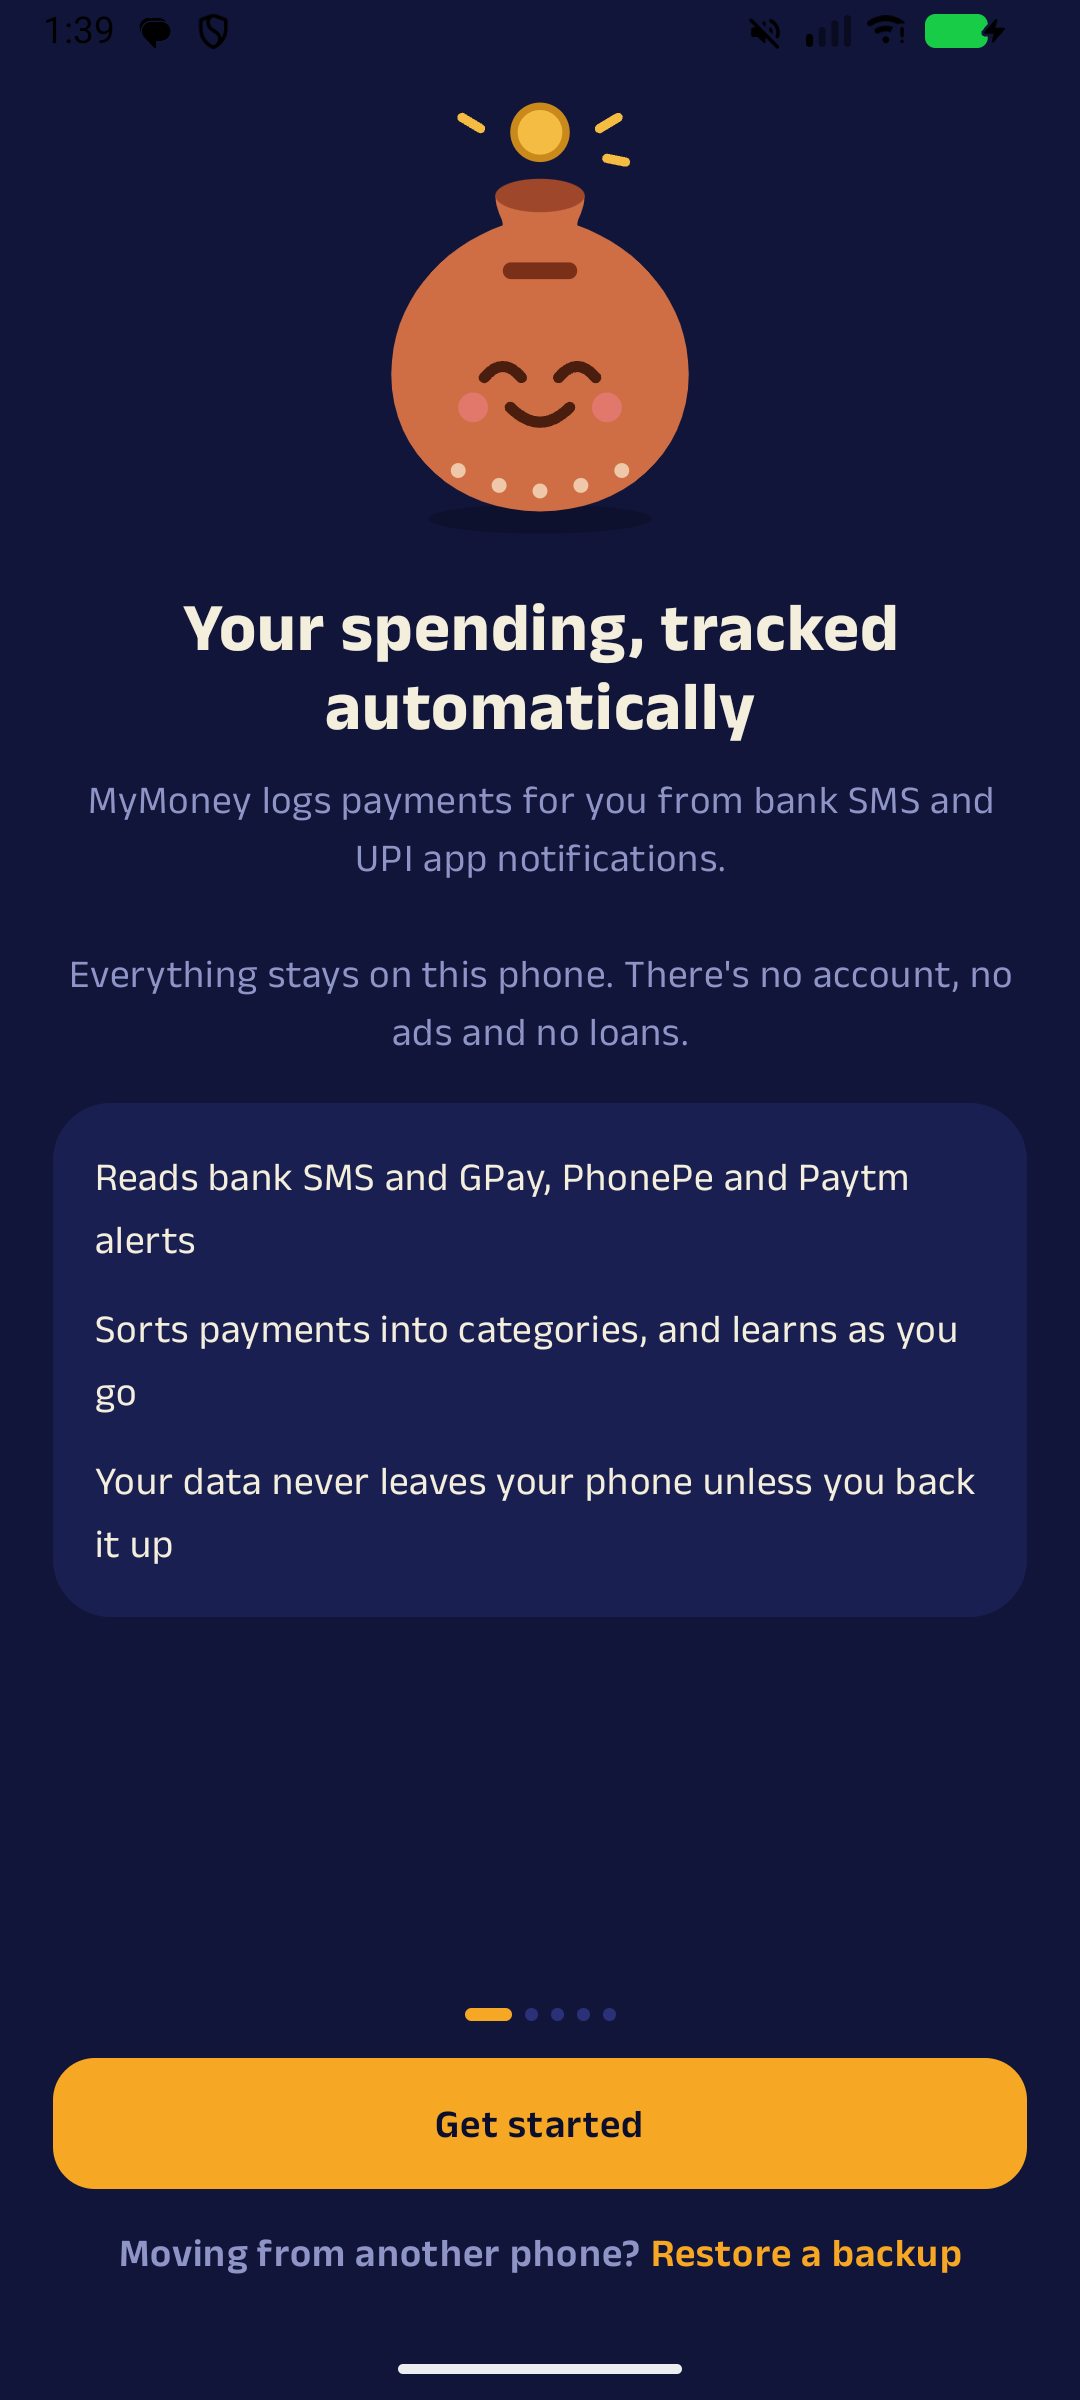 1:39
Your spending, tracked
automatically
MyMoney logs payments for you from bank SMS and
UPI app notifications.
Everything stays on this phone. There's no account, no
ads and no loans.
Reads bank SMS and GPay, PhonePe and Paytm
alerts
Sorts payments into categories, and learns as you
go
Your data never leaves your phone unless you back
it up
Get started
Moving from another phone? Restore a backup